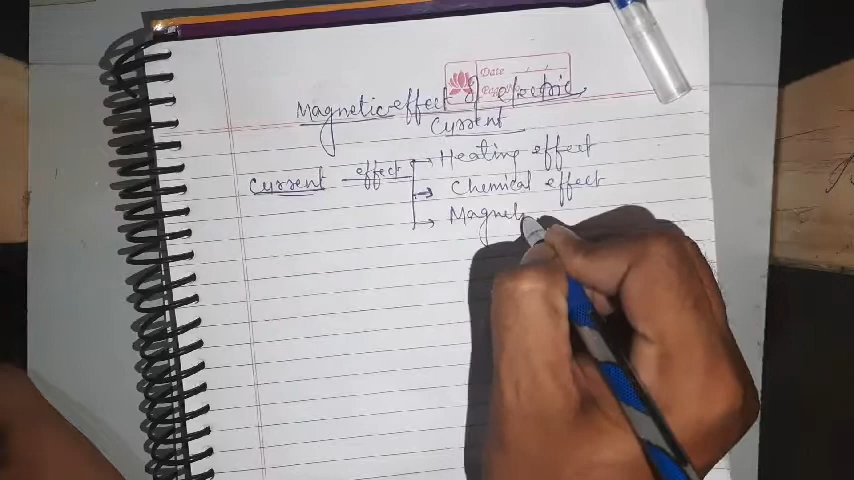 Date / /
Magnetic effect of electric
Current
Current effect → Heating effect
→ Chemical effect
→ Magnet